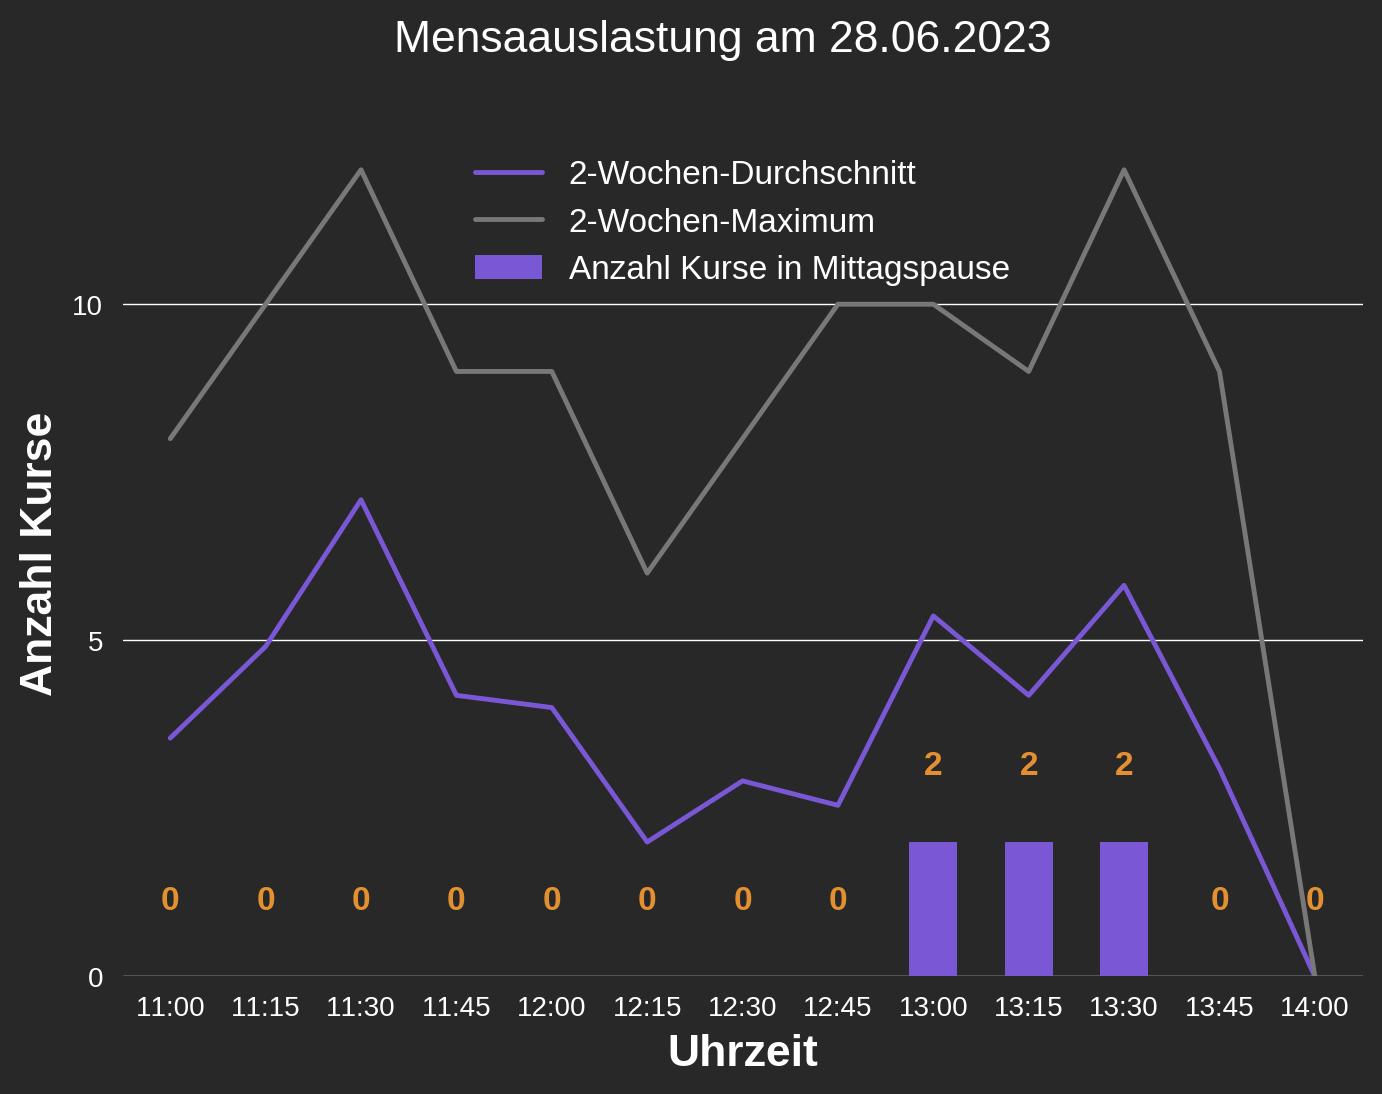 Mensaauslastung am 28.06.2023
2-Wochen-Durchschnitt
2-Wochen-Maximum
Anzahl Kurse in Mittagspause
Anzahl Kurse
10
5
0
2 2 2
0 0 0 0 0 0 0 0 0 0
11:00 11:15 11:30 11:45 12:00 12:15 12:30 12:45 13:00 13:15 13:30 13:45 14:00
Uhrzeit